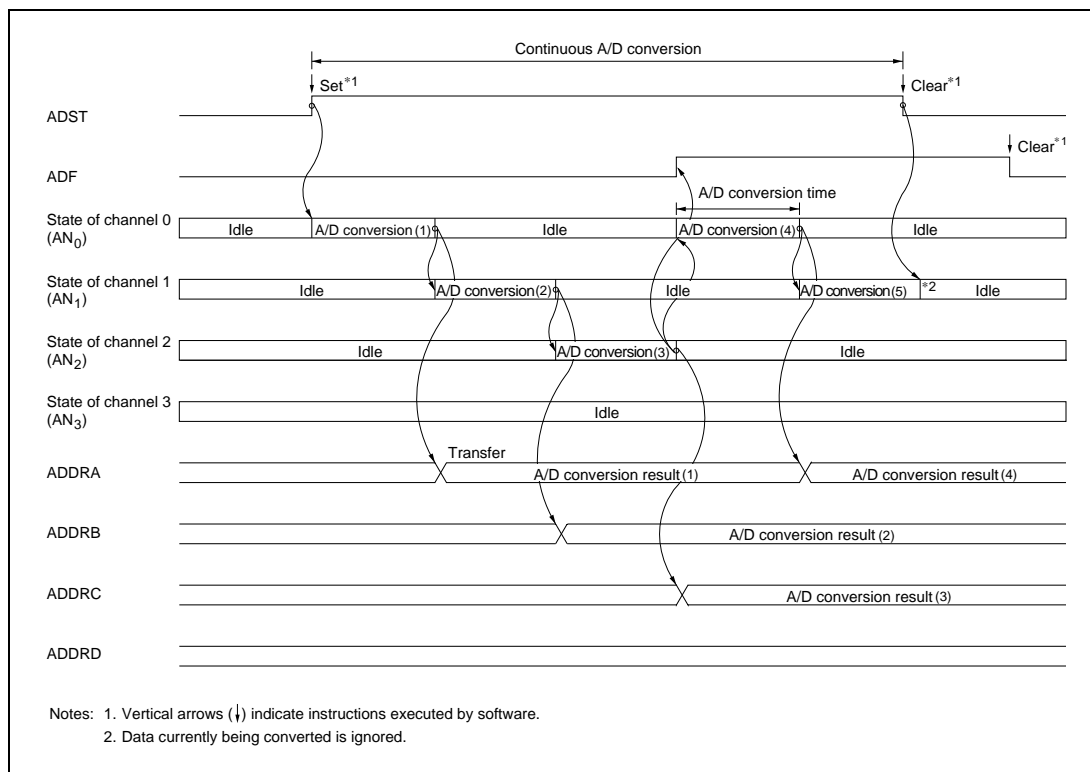 Continuous A/D conversion
Set*1
Clear*1
ADST
Clear*1
ADF
A/D conversion time
State of channel 0
(AN0)
Idle
A/D conversion (1)
Idle
A/D conversion (4)
Idle
State of channel 1
(AN1)
Idle
A/D conversion (2)
Idle
A/D conversion (5)
*2
Idle
State of channel 2
(AN2)
Idle
A/D conversion (3)
Idle
State of channel 3
(AN3)
Idle
Transfer
ADDRA
A/D conversion result (1)
A/D conversion result (4)
ADDRB
A/D conversion result (2)
ADDRC
A/D conversion result (3)
ADDRD
Notes: 1. Vertical arrows (↓) indicate instructions executed by software.
2. Data currently being converted is ignored.